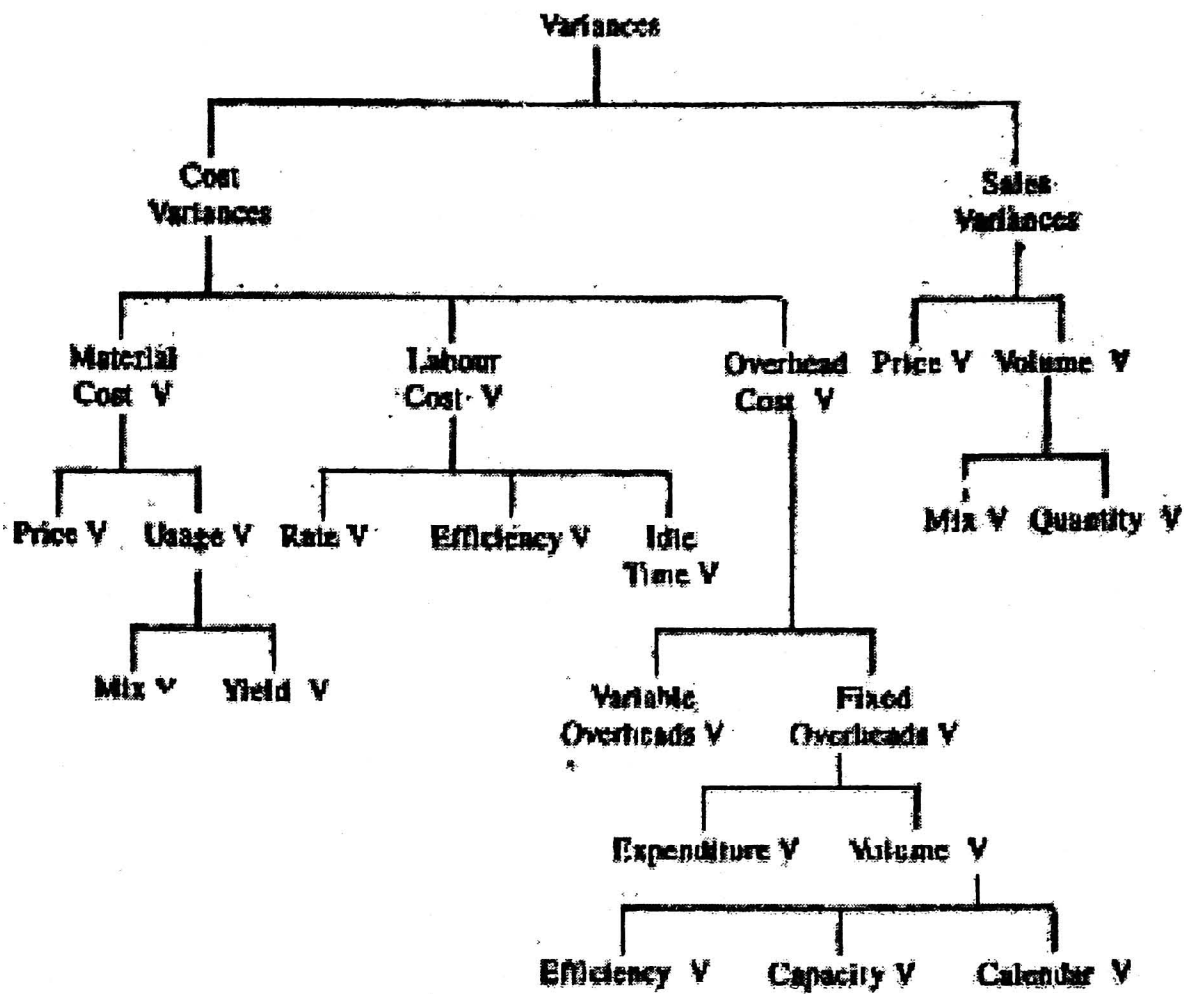 Variances
Cost
Variances
Sales
Variances
Material
Cost V
Labour
Cost V
Overhead
Cost V
Price V
Volume V
Price V
Usage V
Rate V
Efficiency V
Idle
Time V
Mix V
Quantity V
Mix V
Yield V
Variable
Overheads V
Fixed
Overheads V
Expenditure V
Volume V
Efficiency V
Capacity V
Calendar V